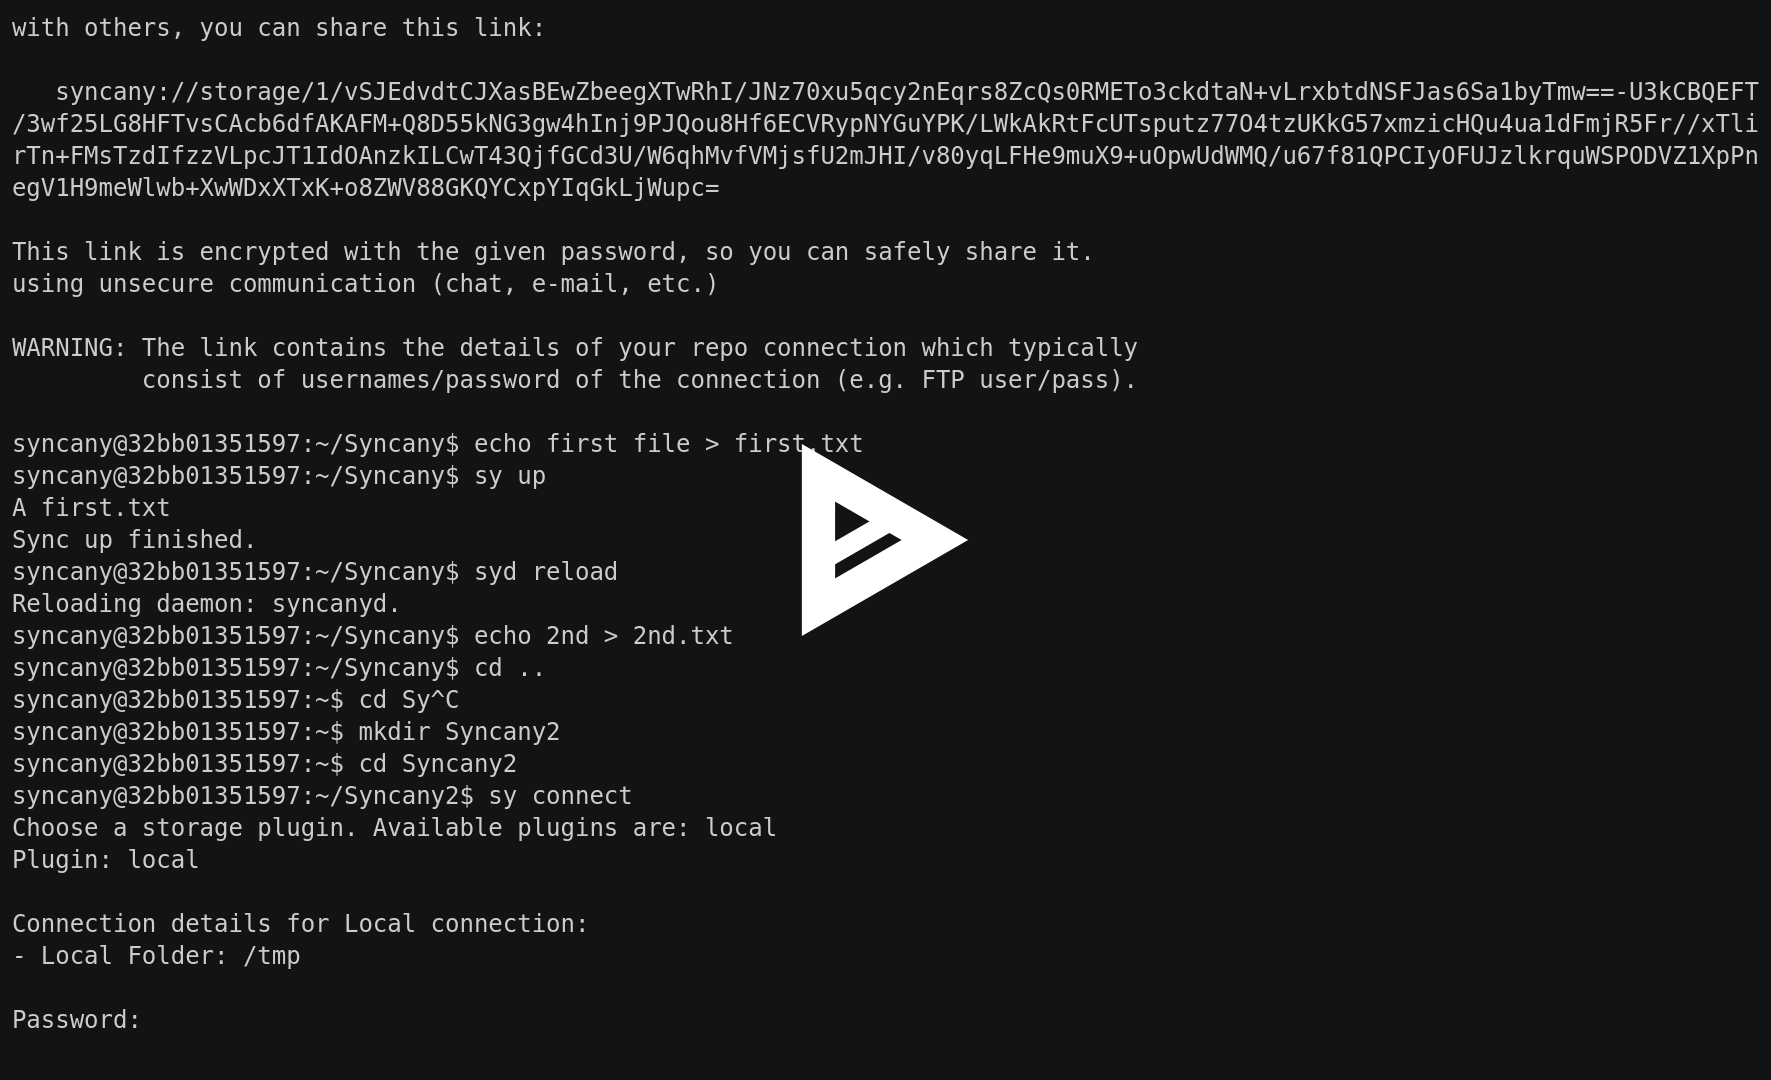 with others, you can share this link:
syncany://storage/1/vSJEdvdtCJXasBEwZbeegXTwRhI/JNz70xu5qcy2nEqrs8ZcQs0RMETo3ckdtaN+vLrxbtdNSFJas6Sa1byTmw==-U3kCBQEFT
/3wf25LG8HFTvsCAcb6dfAKAFM+Q8D55kNG3gw4hInj9PJQou8Hf6ECVRypNYGuYPK/LWkAkRtFcUTsputz77O4tzUKkG57xmzicHQu4ua1dFmjR5Fr//xTli
rTn+FMsTzdIfzzVLpcJT1IdOAnzkILCwT43QjfGCd3U/W6qhMvfVMjsfU2mJHI/v80yqLFHe9muX9+uOpwUdWMQ/u67f81QPCIyOFUJzlkrquWSPODVZ1XpPn
egV1H9meWlwb+XwWDxXTxK+o8ZWV88GKQYCxpYIqGkLjWupc=
This link is encrypted with the given password, so you can safely share it.
using unsecure communication (chat, e-mail, etc.)
WARNING: The link contains the details of your repo connection which typically
consist of usernames/password of the connection (e.g. FTP user/pass).
syncany@32bb01351597:~/Syncany$ echo first file > first.txt
syncany@32bb01351597:~/Syncany$ sy up
A first.txt
Sync up finished.
syncany@32bb01351597:~/Syncany$ syd reload
Reloading daemon: syncanyd.
syncany@32bb01351597:~/Syncany$ echo 2nd > 2nd.txt
syncany@32bb01351597:~/Syncany$ cd ..
syncany@32bb01351597:~$ cd Sy^C
syncany@32bb01351597:~$ mkdir Syncany2
syncany@32bb01351597:~$ cd Syncany2
syncany@32bb01351597:~/Syncany2$ sy connect
Choose a storage plugin. Available plugins are: local
Plugin: local
Connection details for Local connection:
- Local Folder: /tmp
Password: